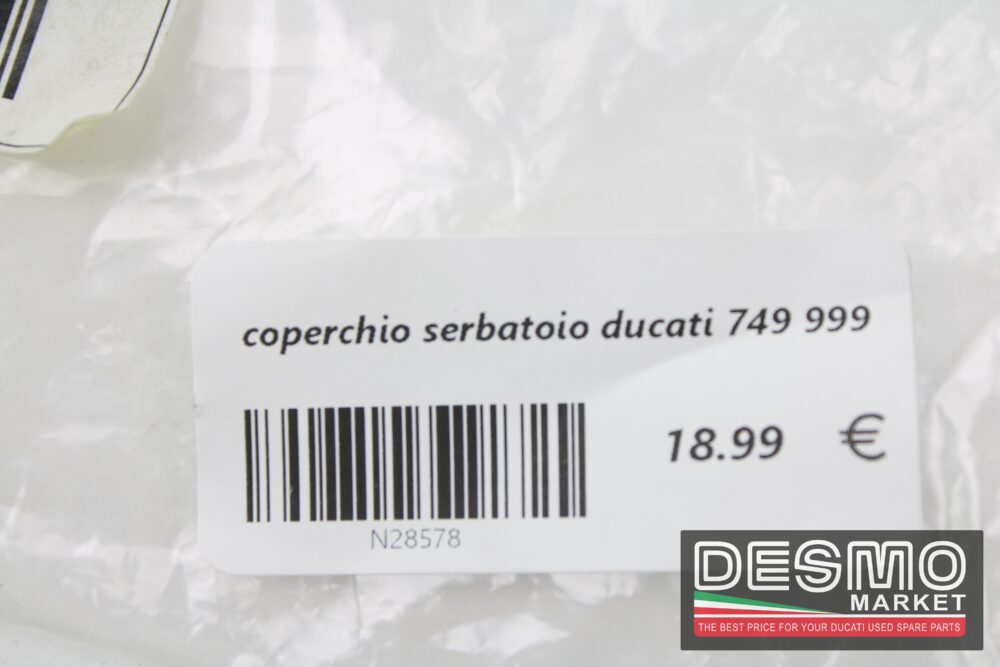 coperchio serbatoio ducati 749 999
18.99 €
N28578
DESMO
MARKET
THE BEST PRICE FOR YOUR DUCATI USED SPARE PARTS